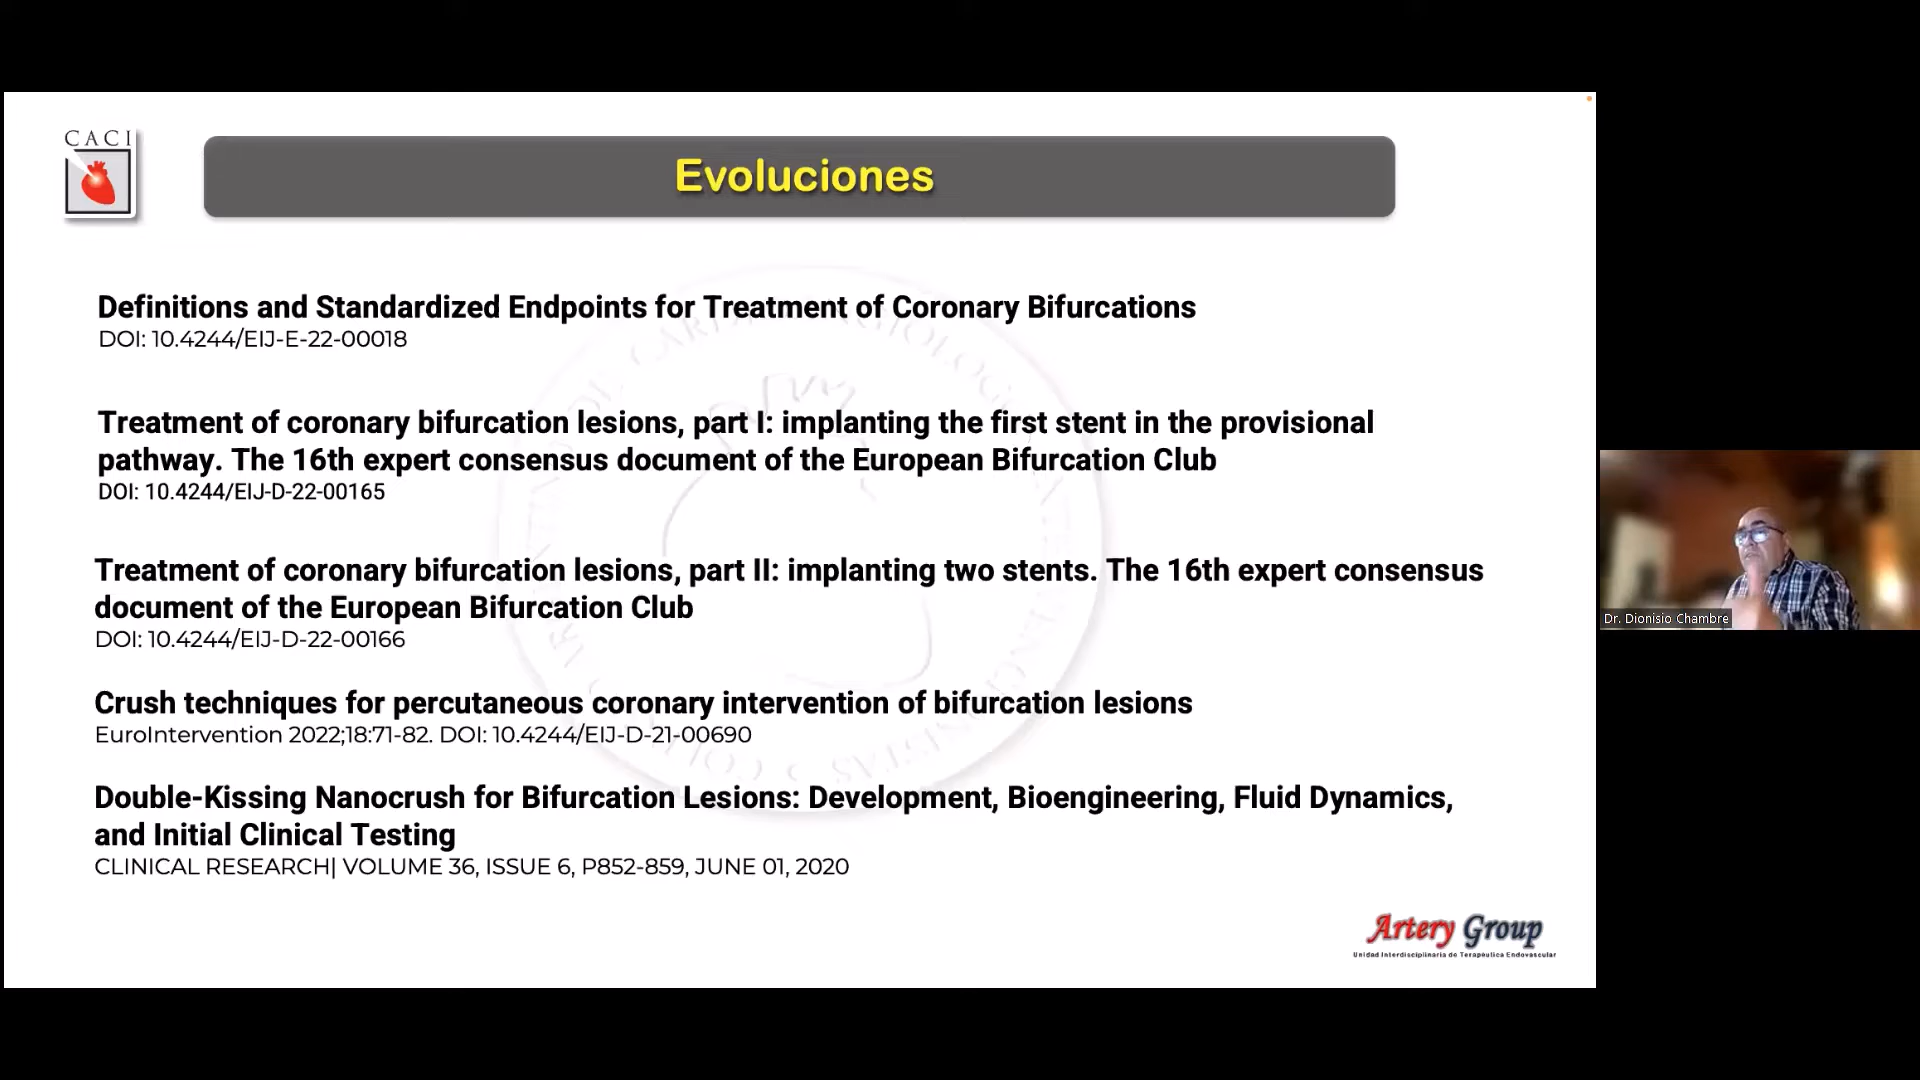 CACI
Evoluciones
Definitions and Standardized Endpoints for Treatment of Coronary Bifurcations
DOI: 10.4244/EIJ-E-22-00018
Treatment of coronary bifurcation lesions, part I: implanting the first stent in the provisional
pathway. The 16th expert consensus document of the European Bifurcation Club
DOI: 10.4244/EIJ-D-22-00165
Treatment of coronary bifurcation lesions, part II: implanting two stents. The 16th expert consensus
document of the European Bifurcation Club
DOI: 10.4244/EIJ-D-22-00166
Crush techniques for percutaneous coronary intervention of bifurcation lesions
EuroIntervention 2022;18:71-82. DOI: 10.4244/EIJ-D-21-00690
Double-Kissing Nanocrush for Bifurcation Lesions: Development, Bioengineering, Fluid Dynamics,
and Initial Clinical Testing
CLINICAL RESEARCH| VOLUME 36, ISSUE 6, P852-859, JUNE 01, 2020
Artery Group
Unidad Interdisciplinaria de Terapéutica Endovascular
Dr. Dionisio Chambre